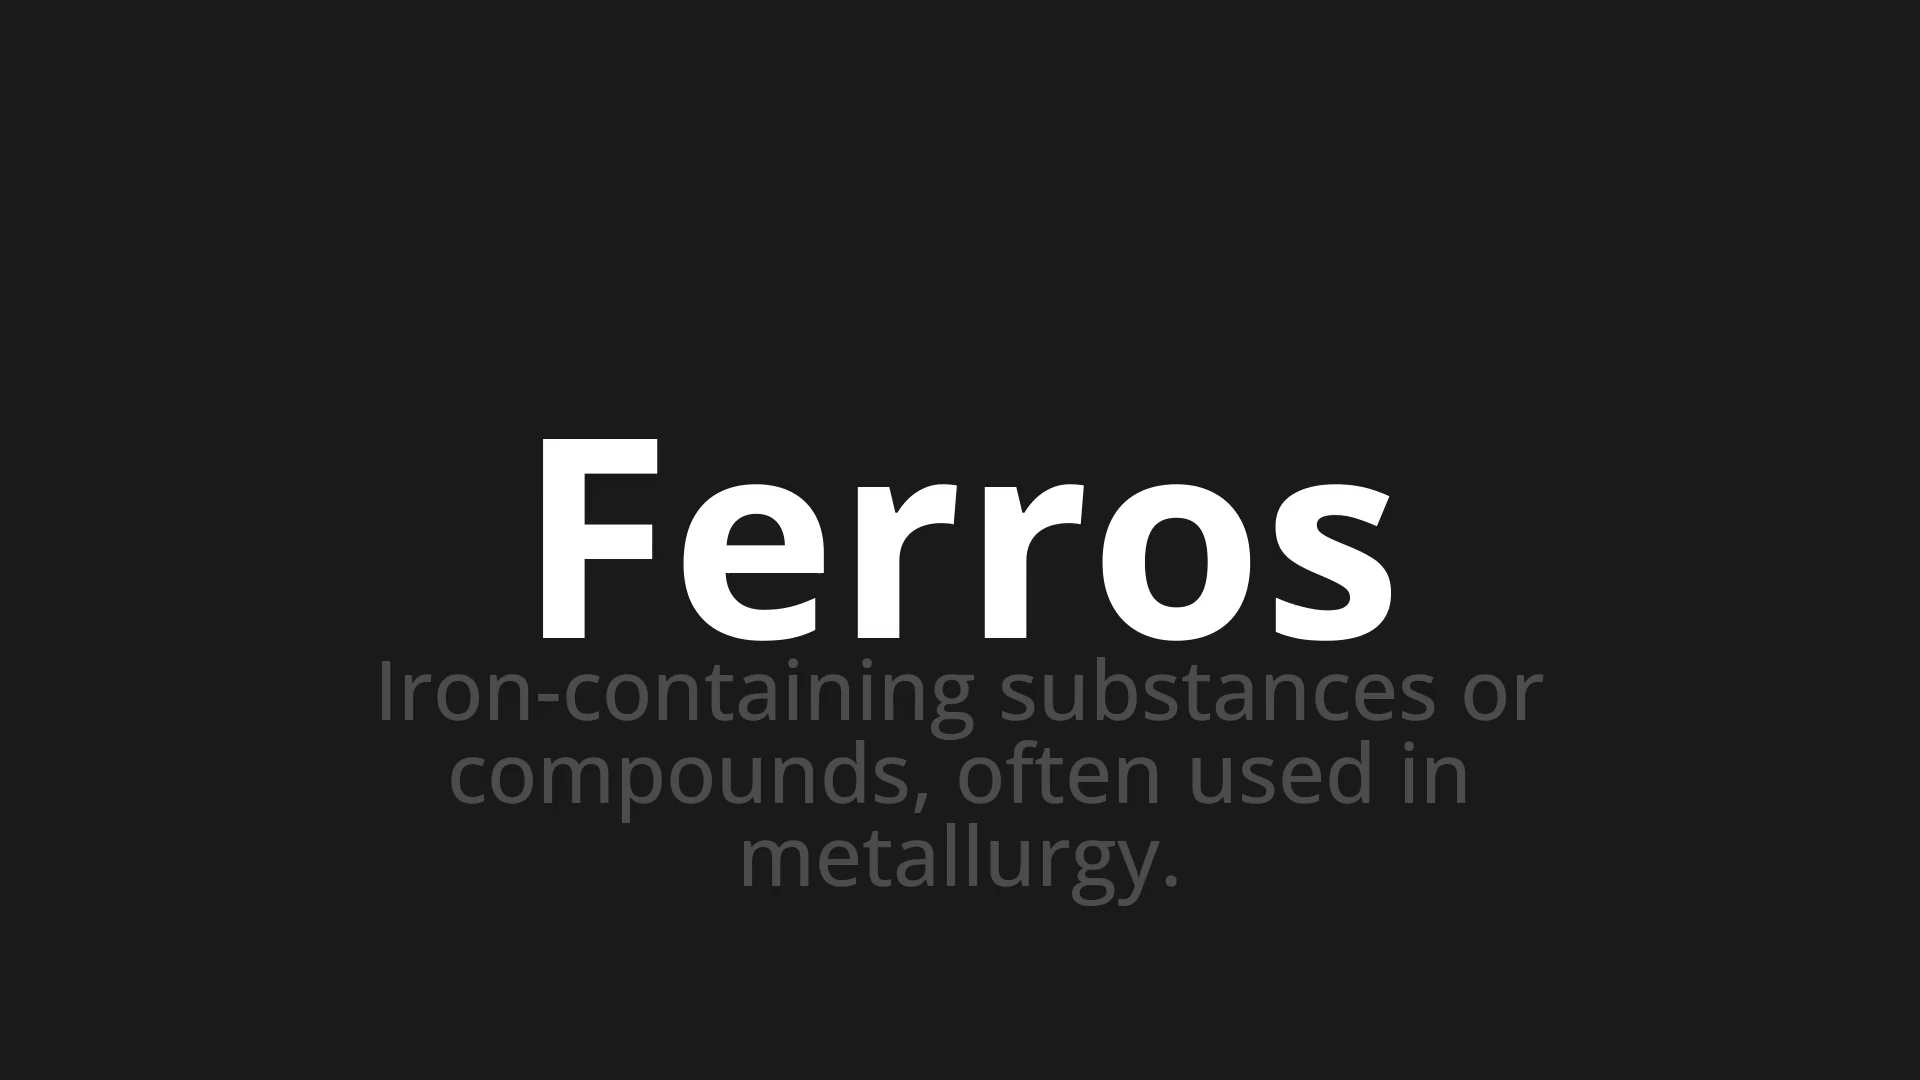 Ferros
Iron-containing substances or
compounds, often used in
metallurgy.